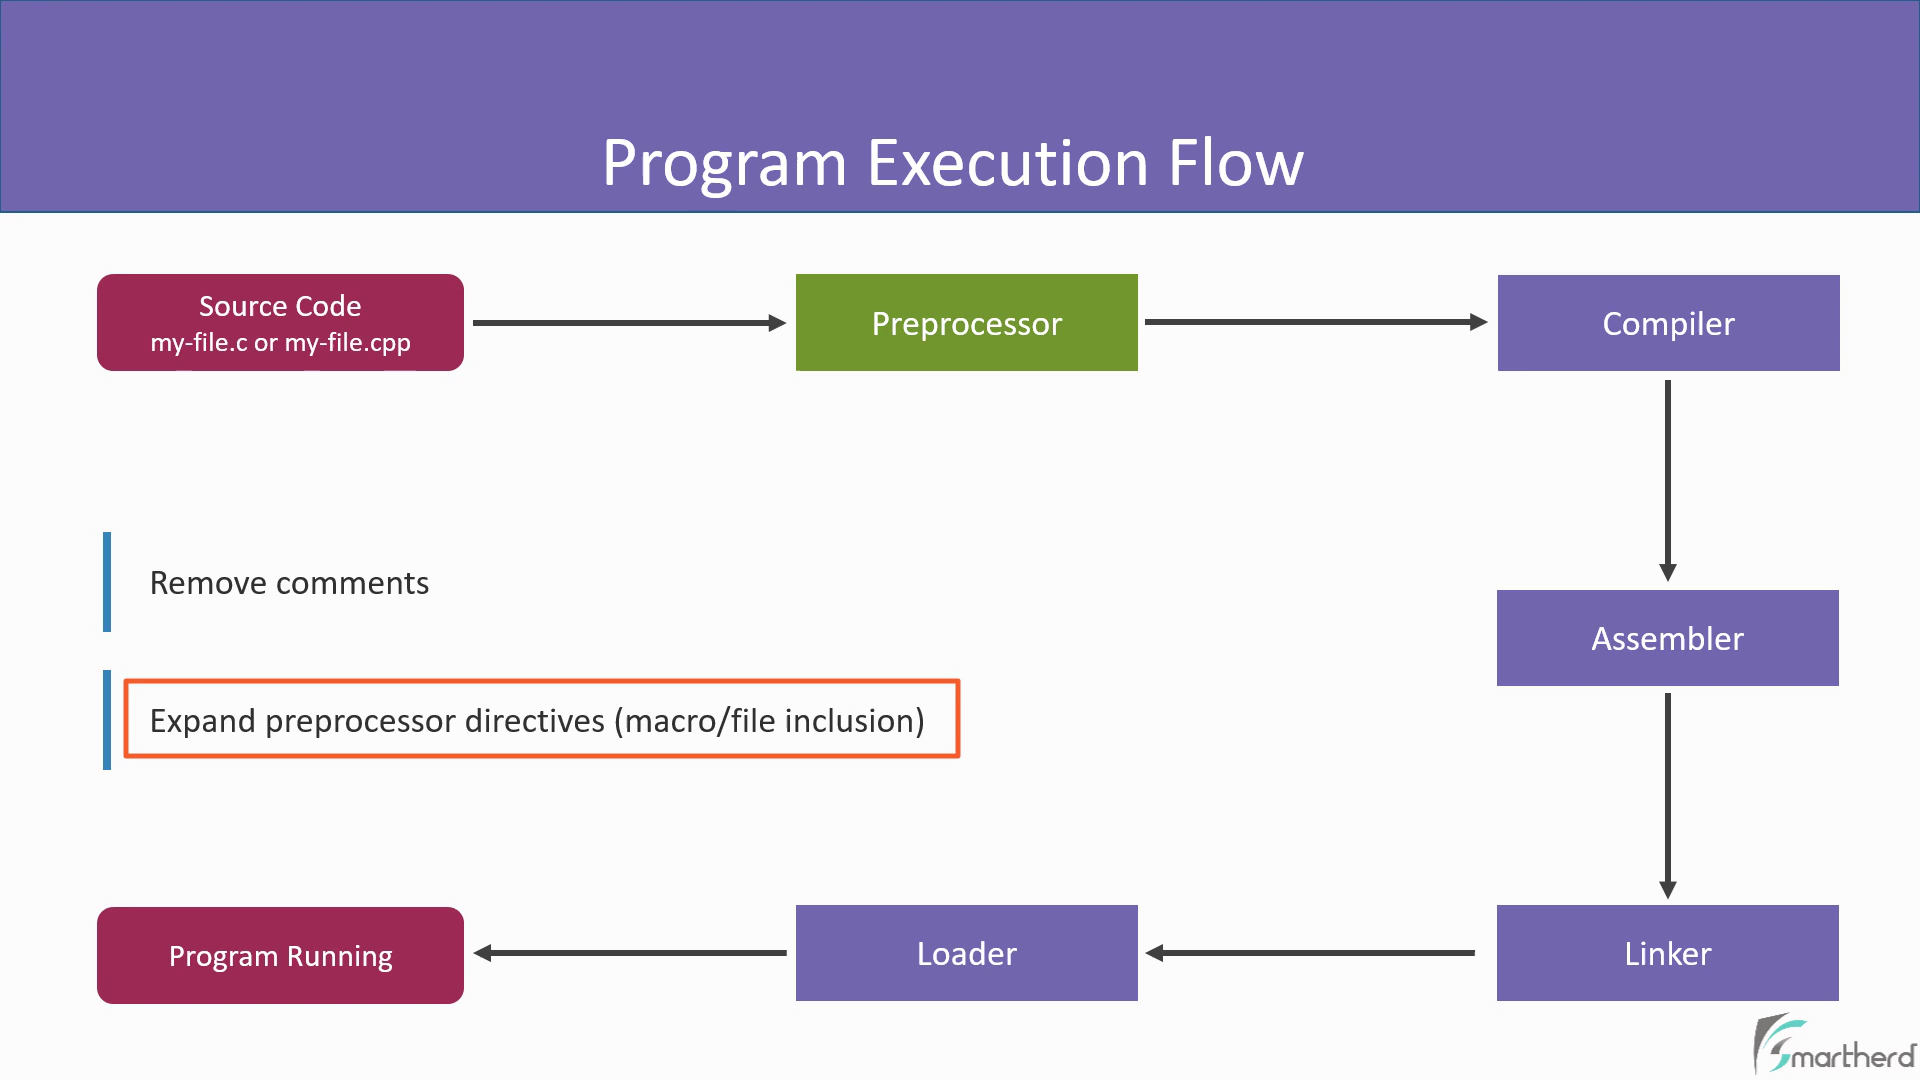 Program Execution Flow
Source Code
my-file.c or my-file.cpp
Preprocessor
Compiler
Remove comments
Assembler
Expand preprocessor directives (macro/file inclusion)
Program Running
Loader
Linker
Smartherd